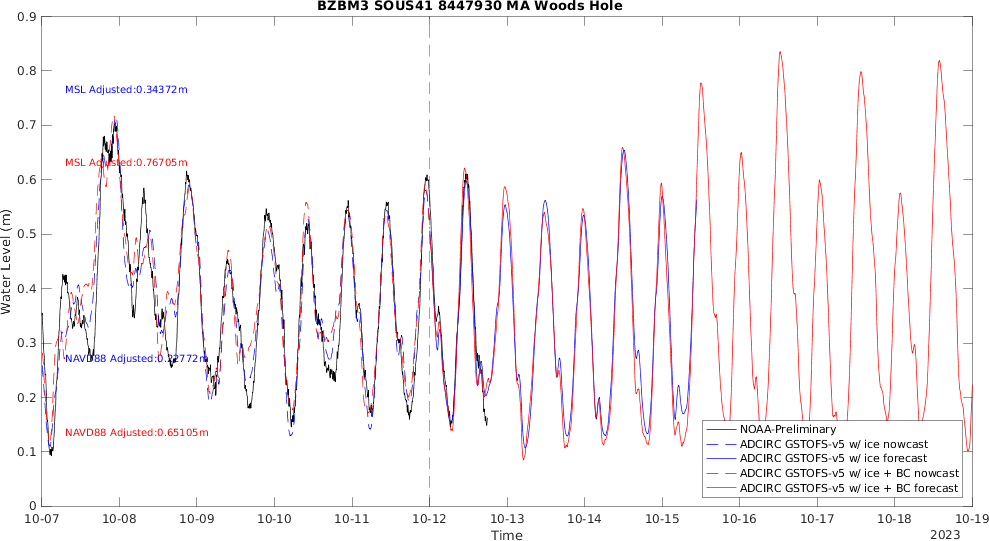 BZBM3 SOUS41 8447930 MA Woods Hole
Water Level (m)
0.9
0.8
0.7
0.6
0.5
0.4
0.3
0.2
0.1
0
MSL Adjusted:0.34372m
MSL Adjusted:0.76705m
NAVD88 Adjusted:0.22772m
NAVD88 Adjusted:0.65105m
NOAA-Preliminary
ADCIRC GSTOFS-v5 w/ ice nowcast
ADCIRC GSTOFS-v5 w/ ice forecast
ADCIRC GSTOFS-v5 w/ ice + BC nowcast
ADCIRC GSTOFS-v5 w/ ice + BC forecast
10-07 10-08 10-09 10-10 10-11 10-12 10-13 10-14 10-15 10-16 10-17 10-18 10-19
Time
2023